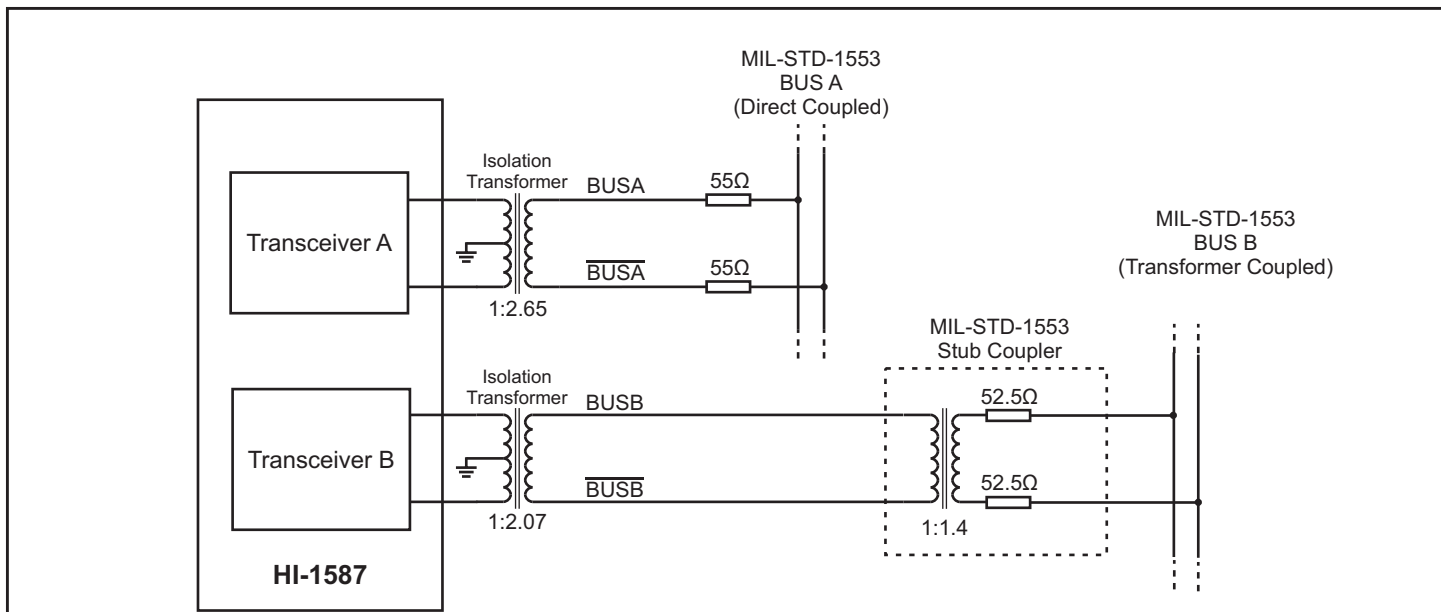 MIL-STD-1553
BUS A
(Direct Coupled)
Isolation
Transformer
BUSA
55Ω
Transceiver A
BUSA
55Ω
1:2.65
MIL-STD-1553
BUS B
(Transformer Coupled)
MIL-STD-1553
Stub Coupler
Isolation
Transformer
BUSB
52.5Ω
Transceiver B
BUSB
52.5Ω
1:2.07
1:1.4
HI-1587